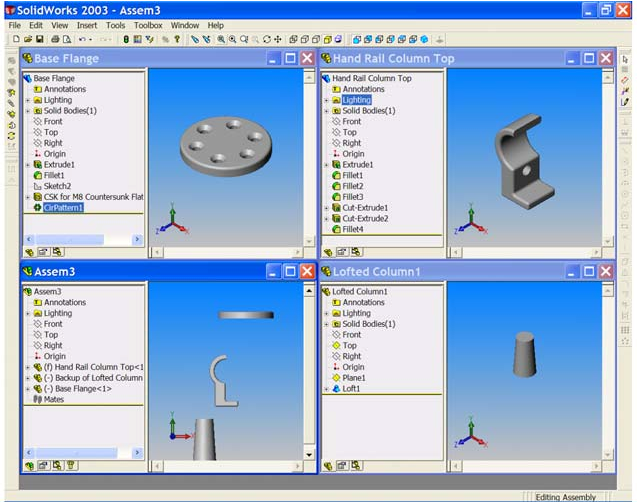 SolidWorks 2003 - Assem3
File Edit View Insert Tools Toolbox Window Help
Base Flange
Base Flange
Annotations
Lighting
Solid Bodies(1)
Front
Top
Right
Origin
Extrude1
Fillet1
Sketch2
CSK for M8 Countersunk Flat
CirPattern1
Hand Rail Column Top
Hand Rail Column Top
Annotations
Lighting
Solid Bodies(1)
Front
Top
Right
Origin
Extrude1
Fillet1
Fillet2
Fillet3
Cut-Extrude1
Cut-Extrude2
Fillet4
Assem3
Assem3
Annotations
Lighting
Front
Top
Right
Origin
(f) Hand Rail Column Top<1
(-) Backup of Lofted Column
(-) Base Flange<1>
Mates
Lofted Column1
Lofted Column1
Annotations
Lighting
Solid Bodies(1)
Front
Top
Right
Origin
Plane1
Loft1
Editing Assembly